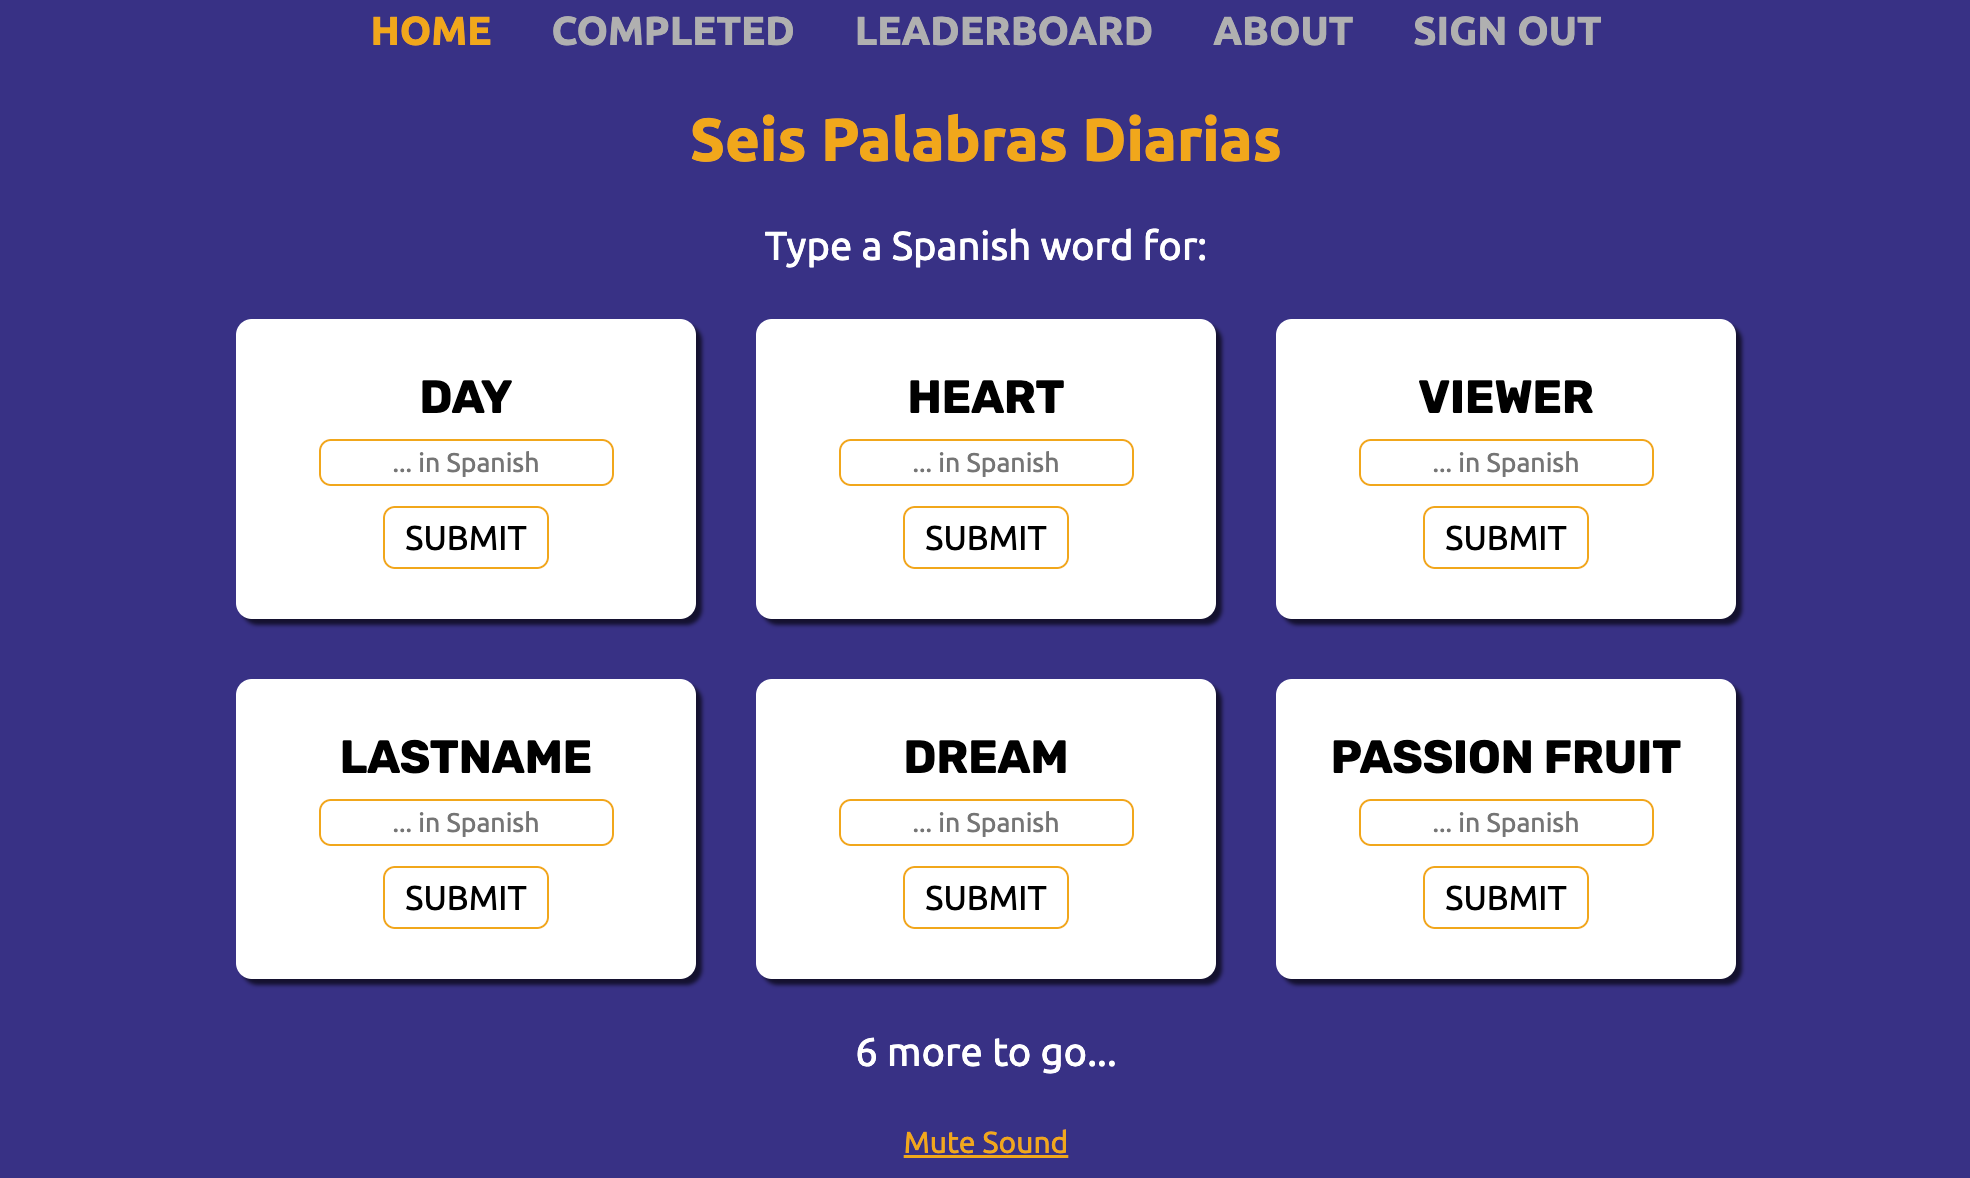 HOME COMPLETED LEADERBOARD ABOUT SIGN OUT
Seis Palabras Diarias
Type a Spanish word for:
DAY HEART VIEWER
... in Spanish ... in Spanish ... in Spanish
SUBMIT SUBMIT SUBMIT
LASTNAME DREAM PASSION FRUIT
... in Spanish ... in Spanish ... in Spanish
SUBMIT SUBMIT SUBMIT
6 more to go...
Mute Sound